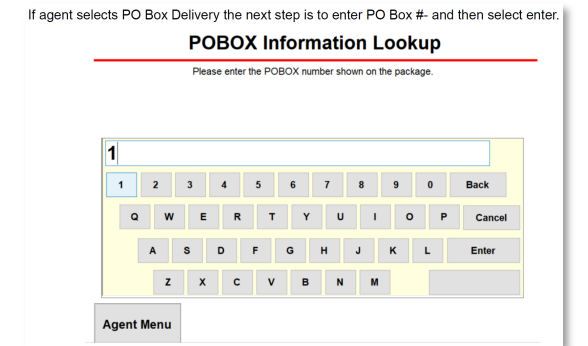 If agent selects PO Box Delivery the next step is to enter PO Box #- and then select enter.
POBOX Information Lookup
Please enter the POBOX number shown on the package.
1
1 2 3 4 5 6 7 8 9 0 Back
Q W E R T Y U I O P Cancel
A S D F G H J K L Enter
Z X C V B N M
Agent Menu